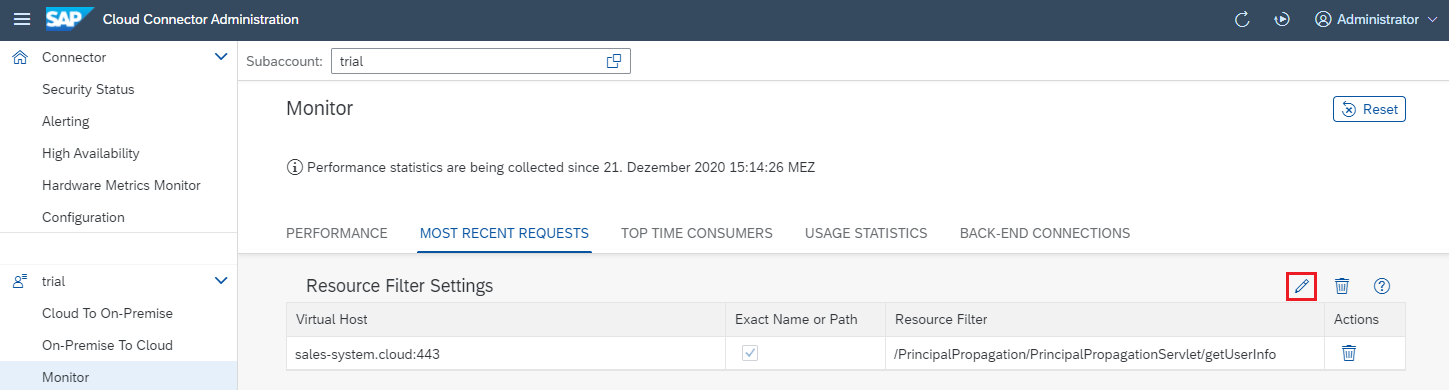 SAP Cloud Connector Administration
Administrator
Connector
Security Status
Alerting
High Availability
Hardware Metrics Monitor
Configuration
trial
Cloud To On-Premise
On-Premise To Cloud
Monitor
Subaccount: trial
Monitor
Reset
Performance statistics are being collected since 21. Dezember 2020 15:14:26 MEZ
PERFORMANCE MOST RECENT REQUESTS TOP TIME CONSUMERS USAGE STATISTICS BACK-END CONNECTIONS
Resource Filter Settings
Virtual Host Exact Name or Path Resource Filter Actions
sales-system.cloud:443 /PrincipalPropagation/PrincipalPropagationServlet/getUserInfo